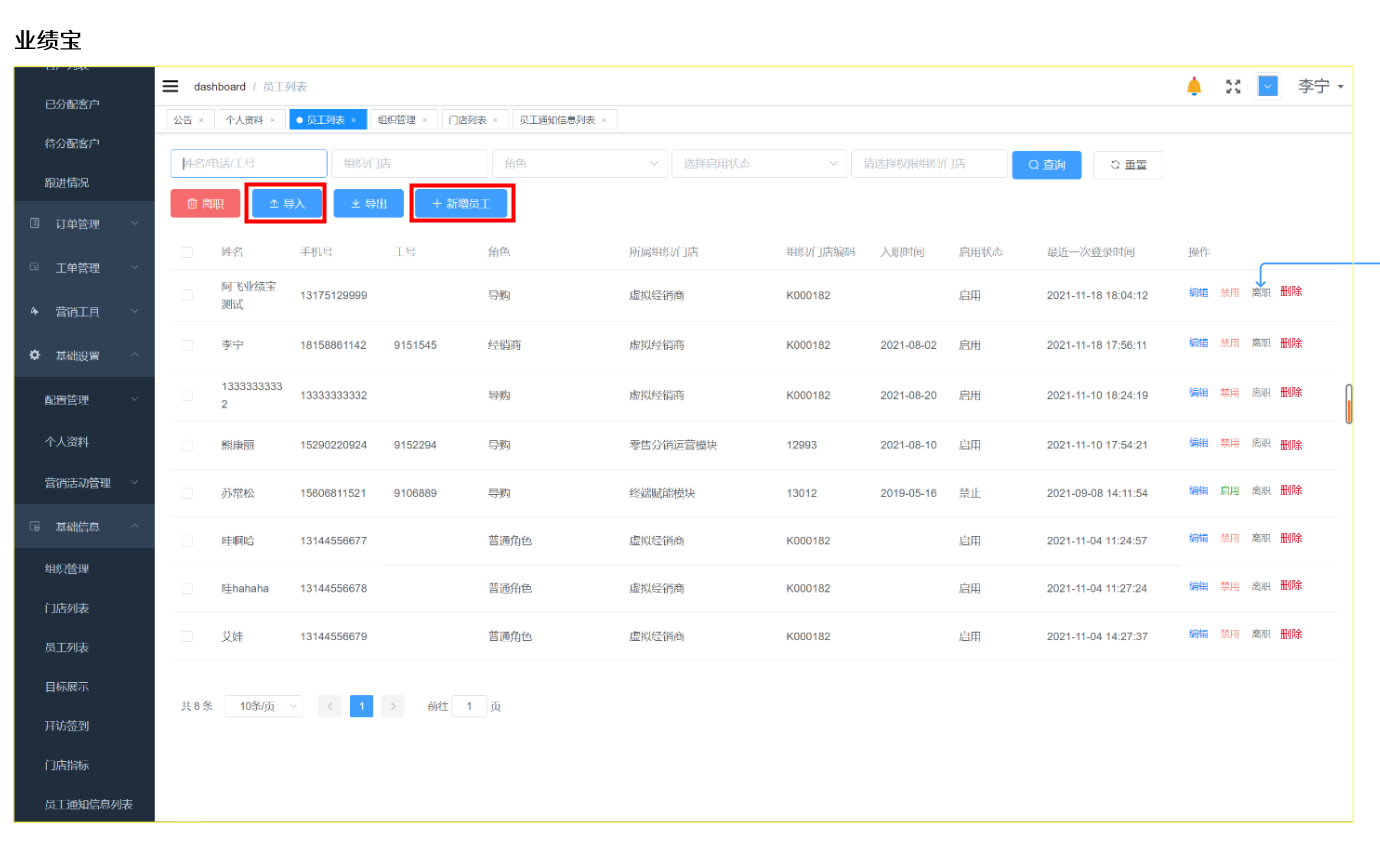 业绩宝
已分配客户
待分配客户
跟进情况
订单管理
工单管理
营销工具
基础设置
配置管理
个人资料
营销活动管理
基础信息
组织管理
门店列表
员工列表
目标展示
拜访签到
门店指标
员工通知信息列表
dashboard / 员工列表
李宁
公告 × 个人资料 × 员工列表 × 组织管理 × 门店列表 × 员工通知信息列表 ×
姓名/电话/工号 组织/门店 角色 选择启用状态 请选择权限组织/门店 查询 重置
离职 导入 导出 + 新增员工
姓名 手机号 工号 角色 所属组织/门店 组织/门店编码 入职时间 启用状态 最近一次登录时间 操作
阿飞业绩宝
测试 13175129999 导购 虚拟经销商 K000182 启用 2021-11-18 18:04:12 编辑 禁用 离职 删除
李宁 18158861142 9151545 经销商 虚拟经销商 K000182 2021-08-02 启用 2021-11-18 17:56:11 编辑 禁用 离职 删除
1333333333
2 13333333332 导购 虚拟经销商 K000182 2021-08-20 启用 2021-11-10 18:24:19 编辑 禁用 离职 删除
熊康丽 15290220924 9152294 导购 零售分销运营模块 12993 2021-08-10 启用 2021-11-10 17:54:21 编辑 禁用 离职 删除
苏常松 15606811521 9106889 导购 终端赋能模块 13012 2019-05-16 禁止 2021-09-08 14:11:54 编辑 启用 离职 删除
哇啊哈 13144556677 普通角色 虚拟经销商 K000182 启用 2021-11-04 11:24:57 编辑 禁用 离职 删除
哇hahaha 13144556678 普通角色 虚拟经销商 K000182 启用 2021-11-04 11:27:24 编辑 禁用 离职 删除
艾娃 13144556679 普通角色 虚拟经销商 K000182 启用 2021-11-04 14:27:37 编辑 禁用 离职 删除
共 8 条 10条/页 1 前往 1 页